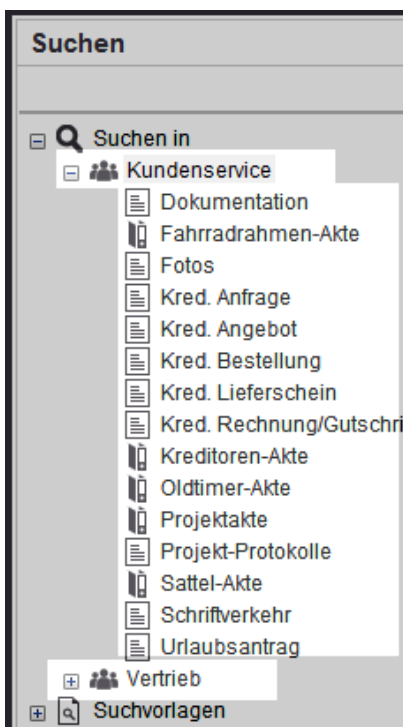 Suchen
Suchen in
Kundenservice
Dokumentation
Fahrradrahmen-Akte
Fotos
Kred. Anfrage
Kred. Angebot
Kred. Bestellung
Kred. Lieferschein
Kred. Rechnung/Gutschri
Kreditoren-Akte
Oldtimer-Akte
Projektakte
Projekt-Protokolle
Sattel-Akte
Schriftverkehr
Urlaubsantrag
Vertrieb
Suchvorlagen